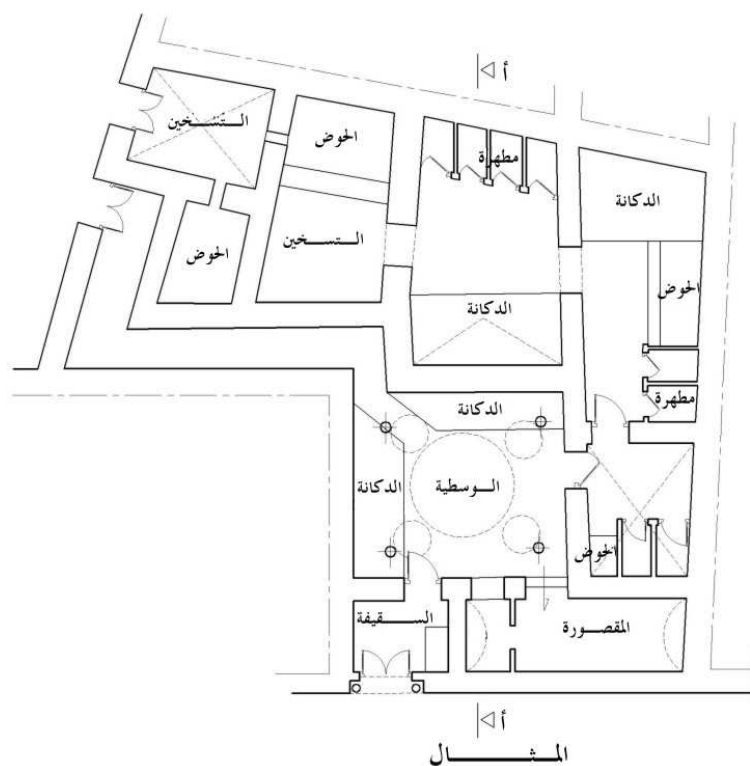 أ
التسخين
الحوض
مطهرة
الدكانة
التسخين
الحوض
الحوض
الدكانة
مطهرة
الدكانة
الدكانة
الوسطية
الحوض
السقيفة
المقصورة
أ
المثال